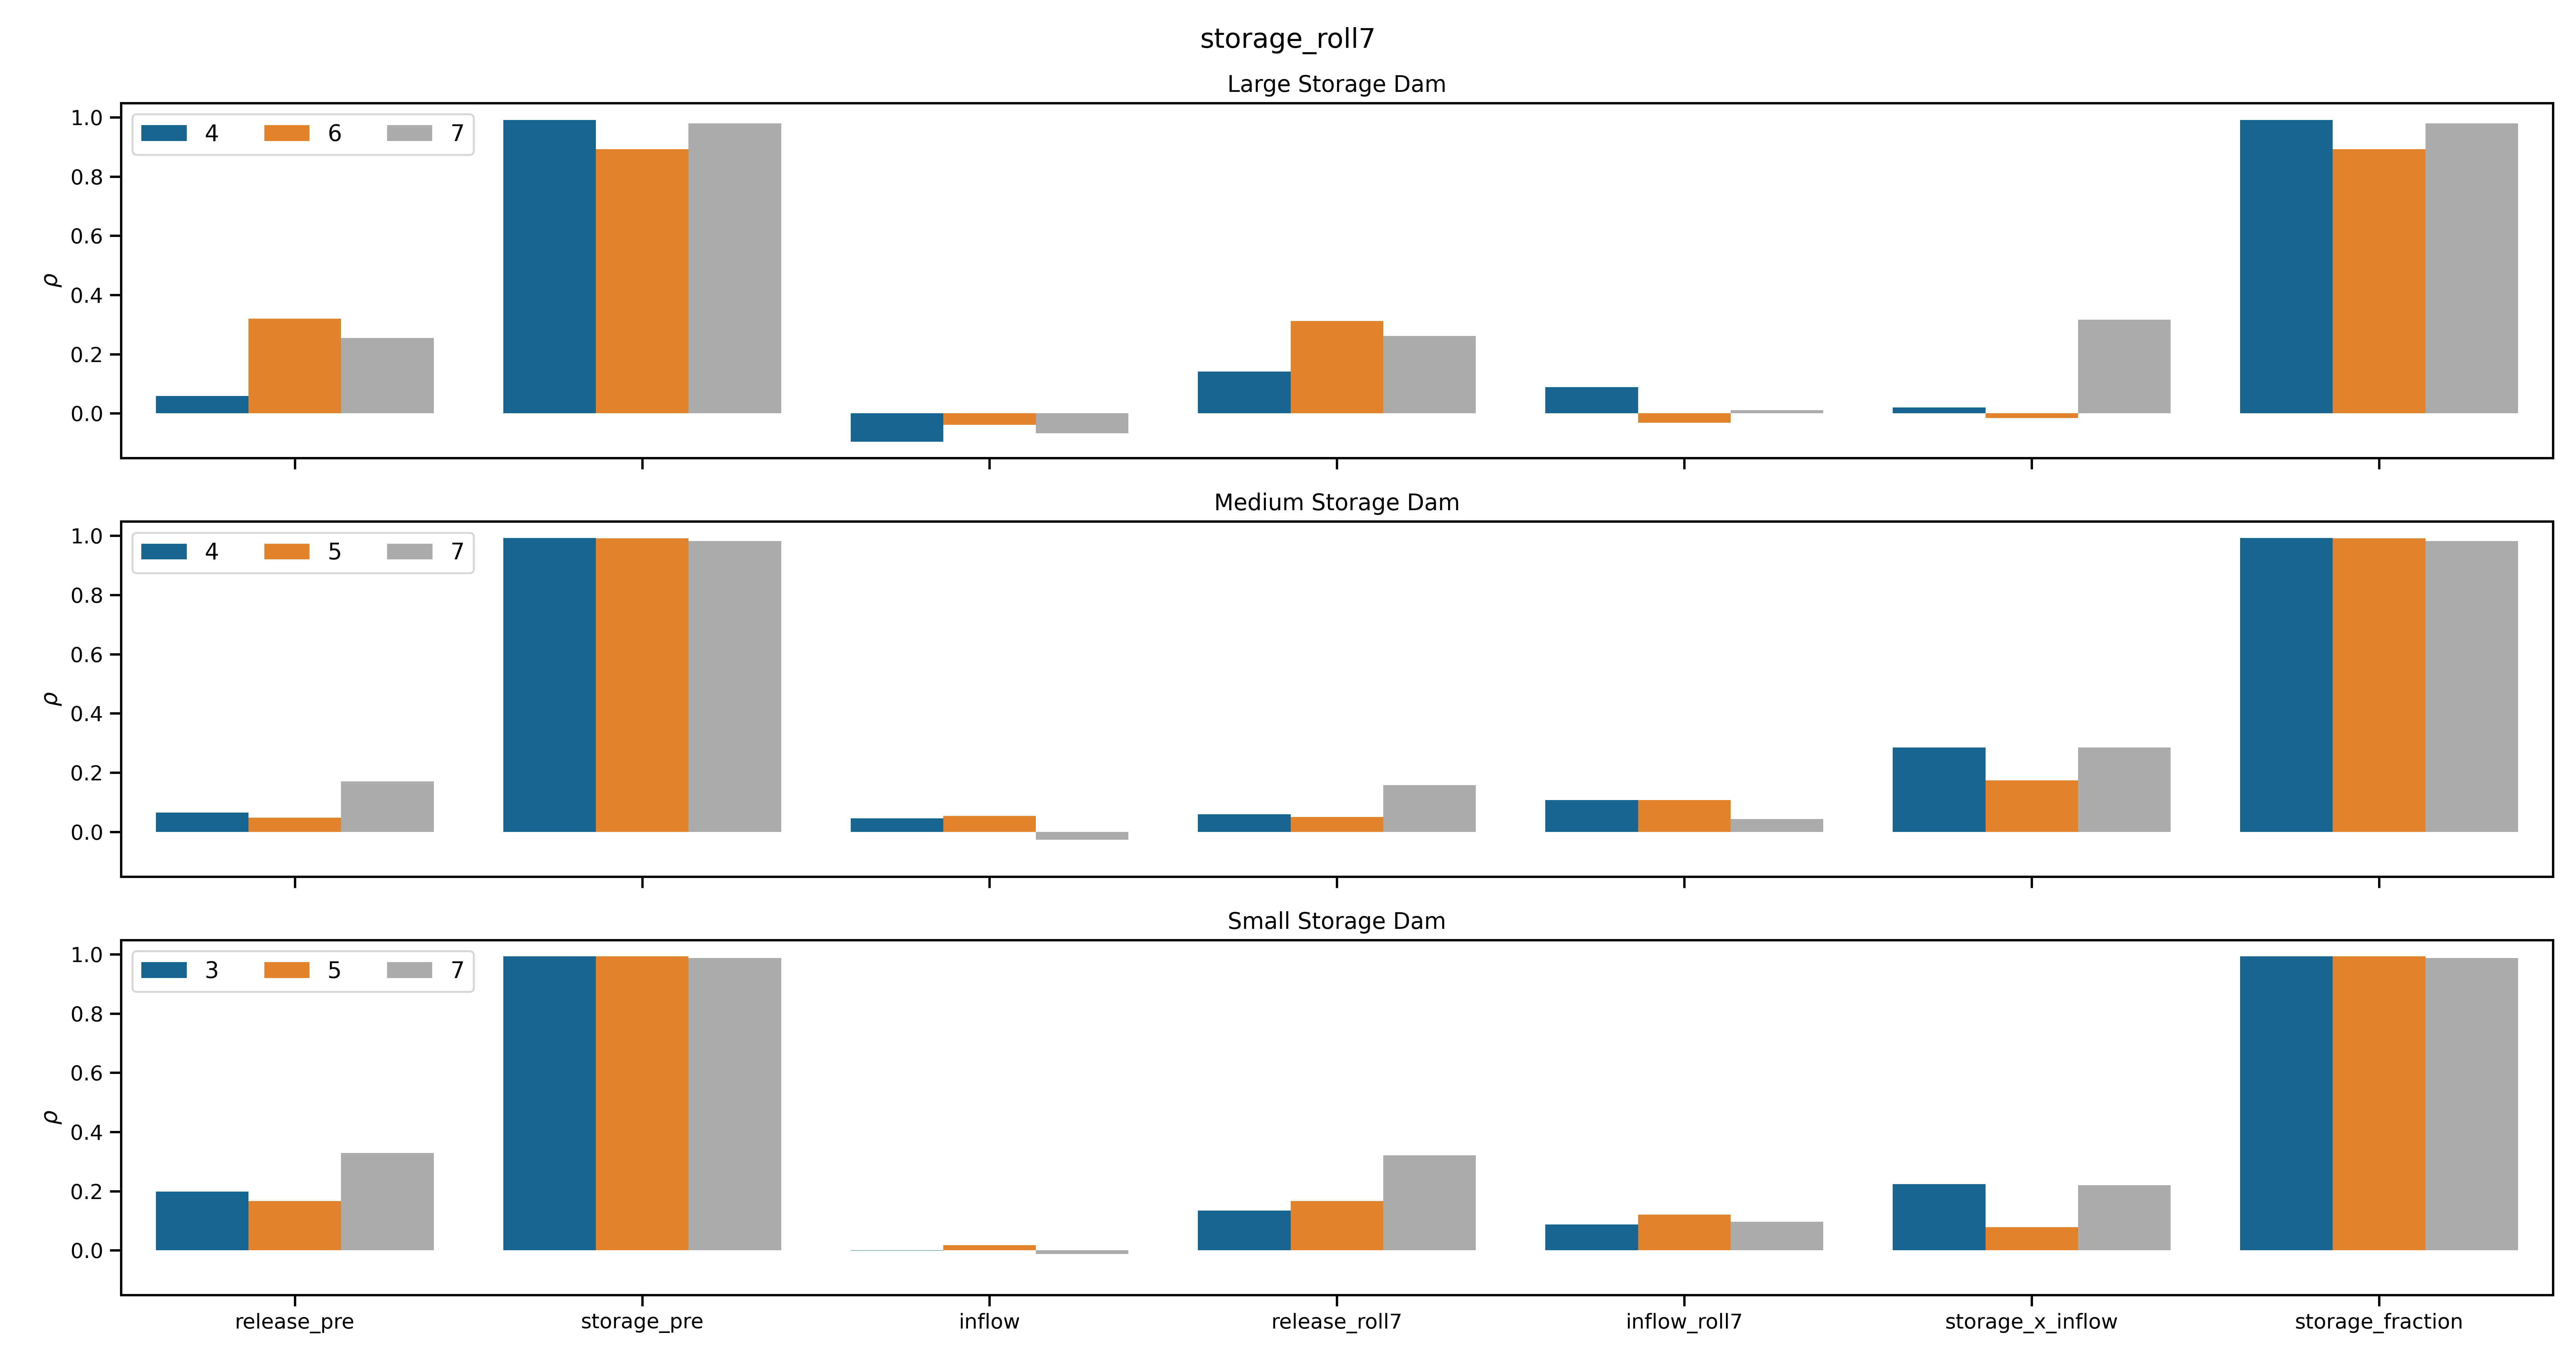 storage_roll7
Large Storage Dam
4 6 7
1.0
0.8
0.6
0.4
0.2
0.0
ρ
Medium Storage Dam
4 5 7
1.0
0.8
0.6
0.4
0.2
0.0
ρ
Small Storage Dam
3 5 7
1.0
0.8
0.6
0.4
0.2
0.0
ρ
release_pre storage_pre inflow release_roll7 inflow_roll7 storage_x_inflow storage_fraction